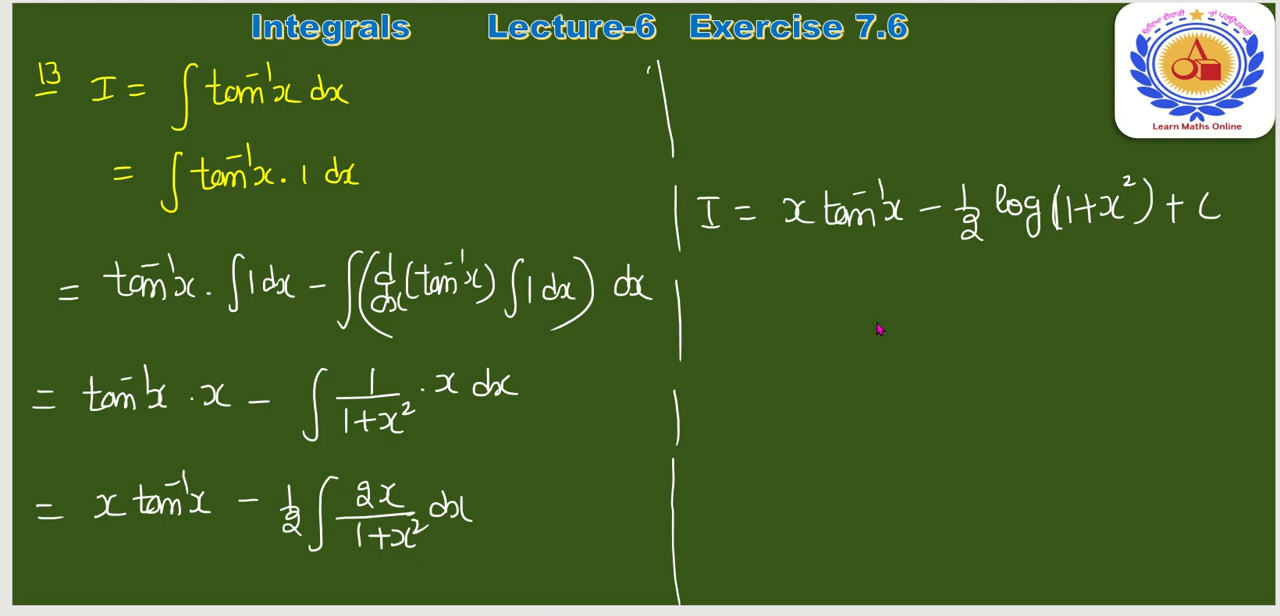 Integrals Lecture-6 Exercise 7.6
13 I = ∫ tan⁻¹x dx
= ∫ tan⁻¹x . 1 dx
= tan⁻¹x . ∫ 1 dx − ∫ (d/dx (tan⁻¹x) ∫ 1 dx) dx
= tan⁻¹x . x − ∫ 1/(1+x²) . x dx
= x tan⁻¹x − 1/2 ∫ 2x/(1+x²) dx
I = x tan⁻¹x − 1/2 log(1+x²) + C
ਵਿਦਿਆ ਵੀਚਾਰੀ ਤਾਂ ਪਰਉਪਕਾਰੀ
Learn Maths Online